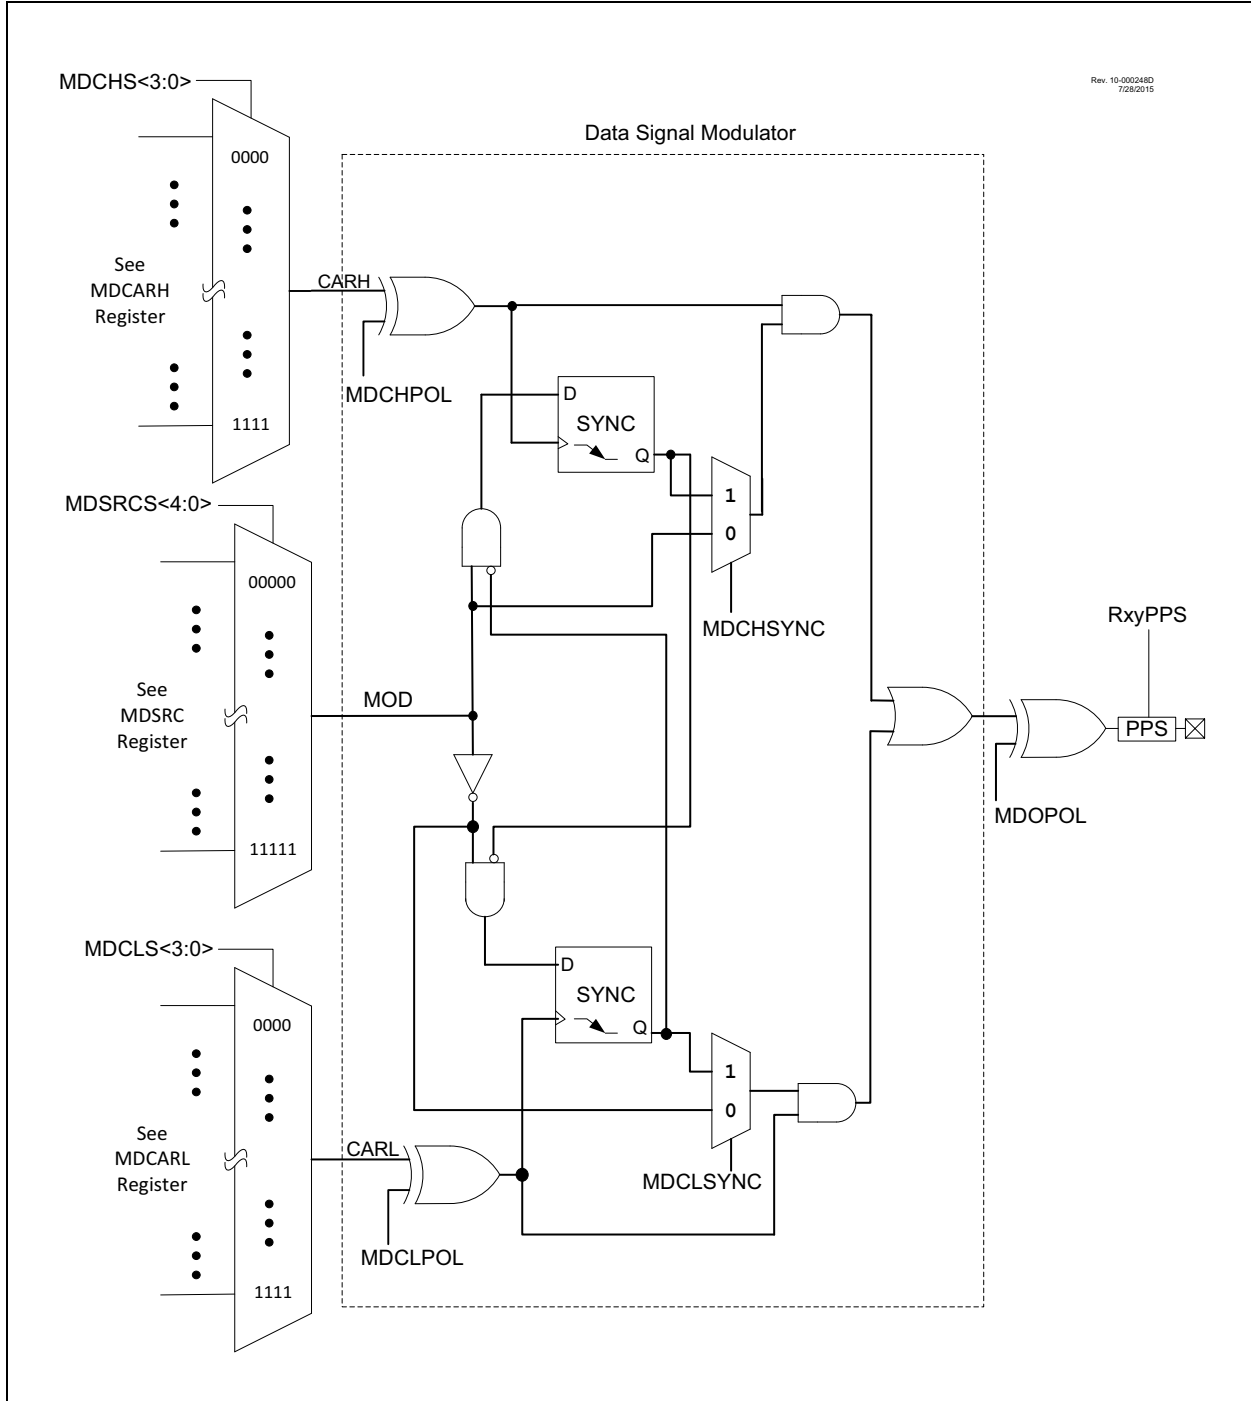 MDCHS<3:0>
Rev. 10-000248D
7/28/2015
Data Signal Modulator
0000
See
MDCARH
Register
CARH
MDCHPOL
1111
D
SYNC
Q
1
0
MDCHSYNC
MDSRCS<4:0>
00000
See
MDSRC
Register
MOD
11111
RxyPPS
PPS
MDOPOL
MDCLS<3:0>
0000
See
MDCARL
Register
CARL
MDCLPOL
1111
D
SYNC
Q
1
0
MDCLSYNC